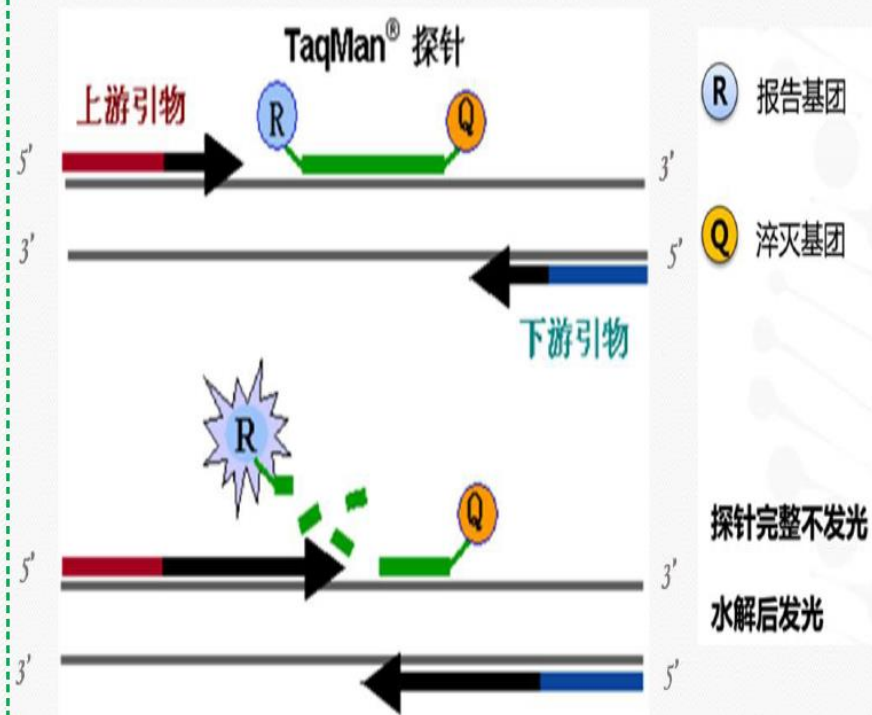 TaqMan® 探针
上游引物
R
Q
5'
3'
3'
5'
下游引物
R
Q
5'
3'
3'
5'
R 报告基团
Q 淬灭基团
探针完整不发光
水解后发光